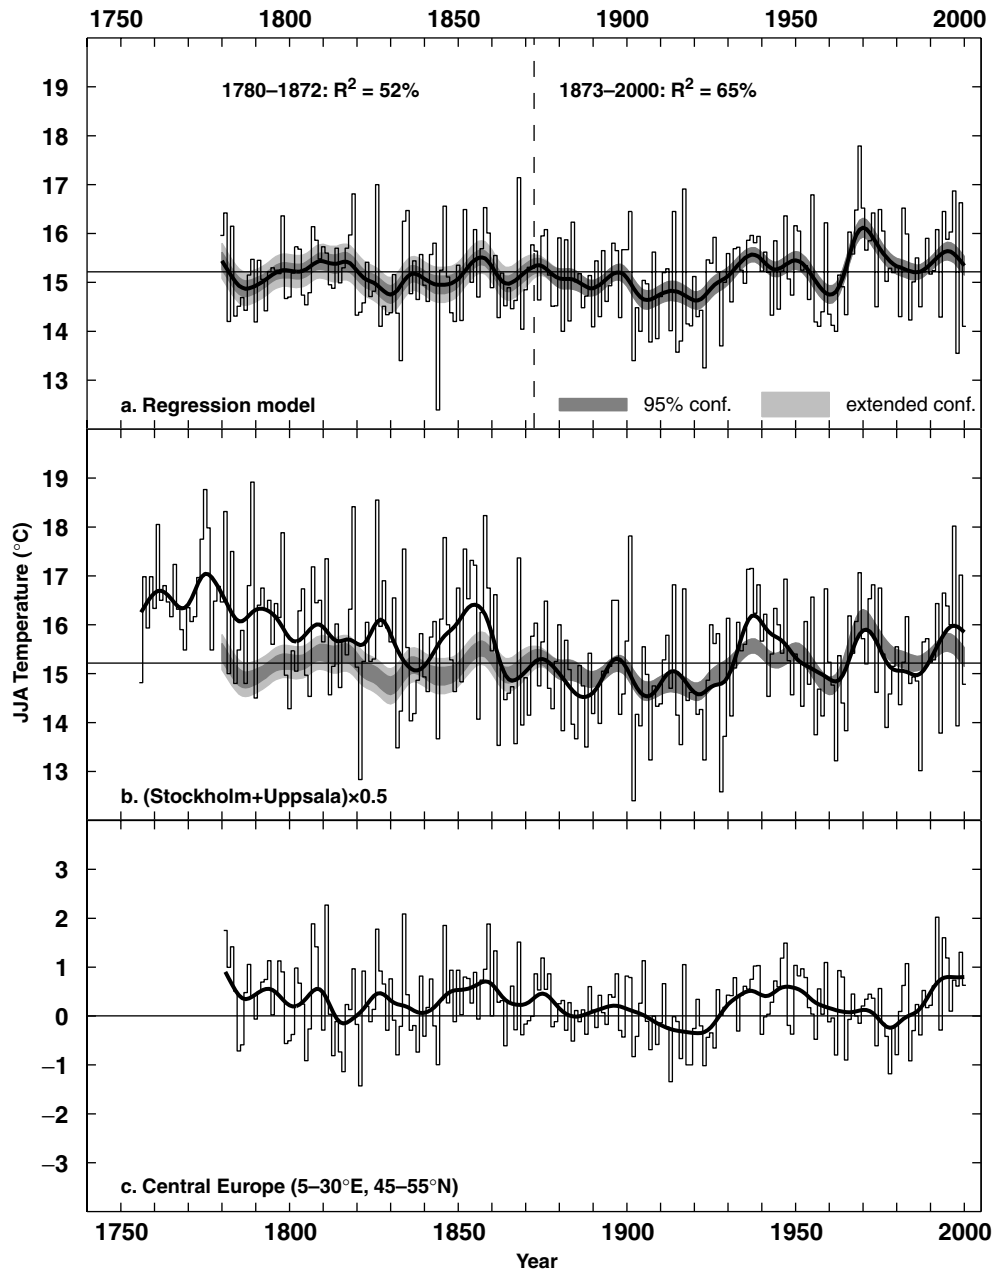 1750 1800 1850 1900 1950 2000
1780–1872: R² = 52% 1873–2000: R² = 65%
19
18
17
16
15
14
13
a. Regression model 95% conf. extended conf.
JJA Temperature (°C)
19
18
17
16
15
14
13
b. (Stockholm+Uppsala)×0.5
3
2
1
0
−1
−2
−3
c. Central Europe (5–30°E, 45–55°N)
1750 1800 1850 1900 1950 2000
Year